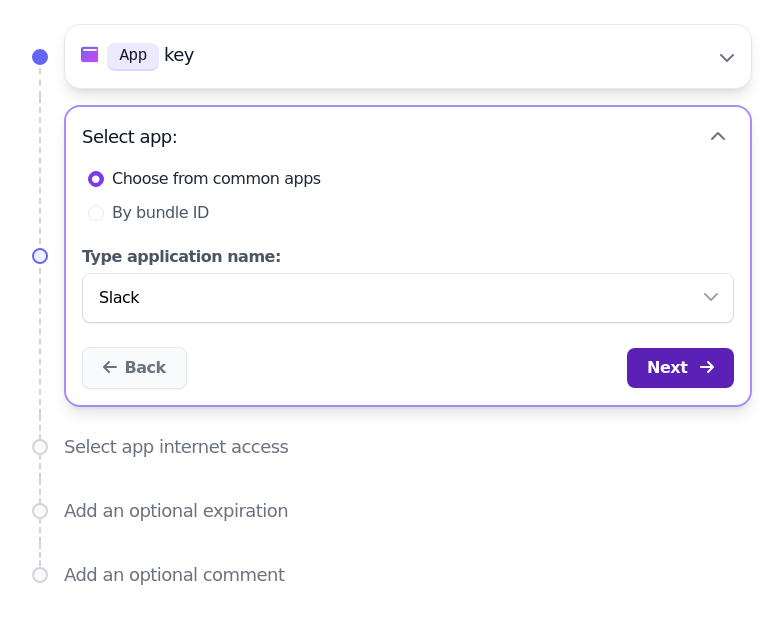 App key
Select app:
Choose from common apps
By bundle ID
Type application name:
Slack
Back
Next
Select app internet access
Add an optional expiration
Add an optional comment